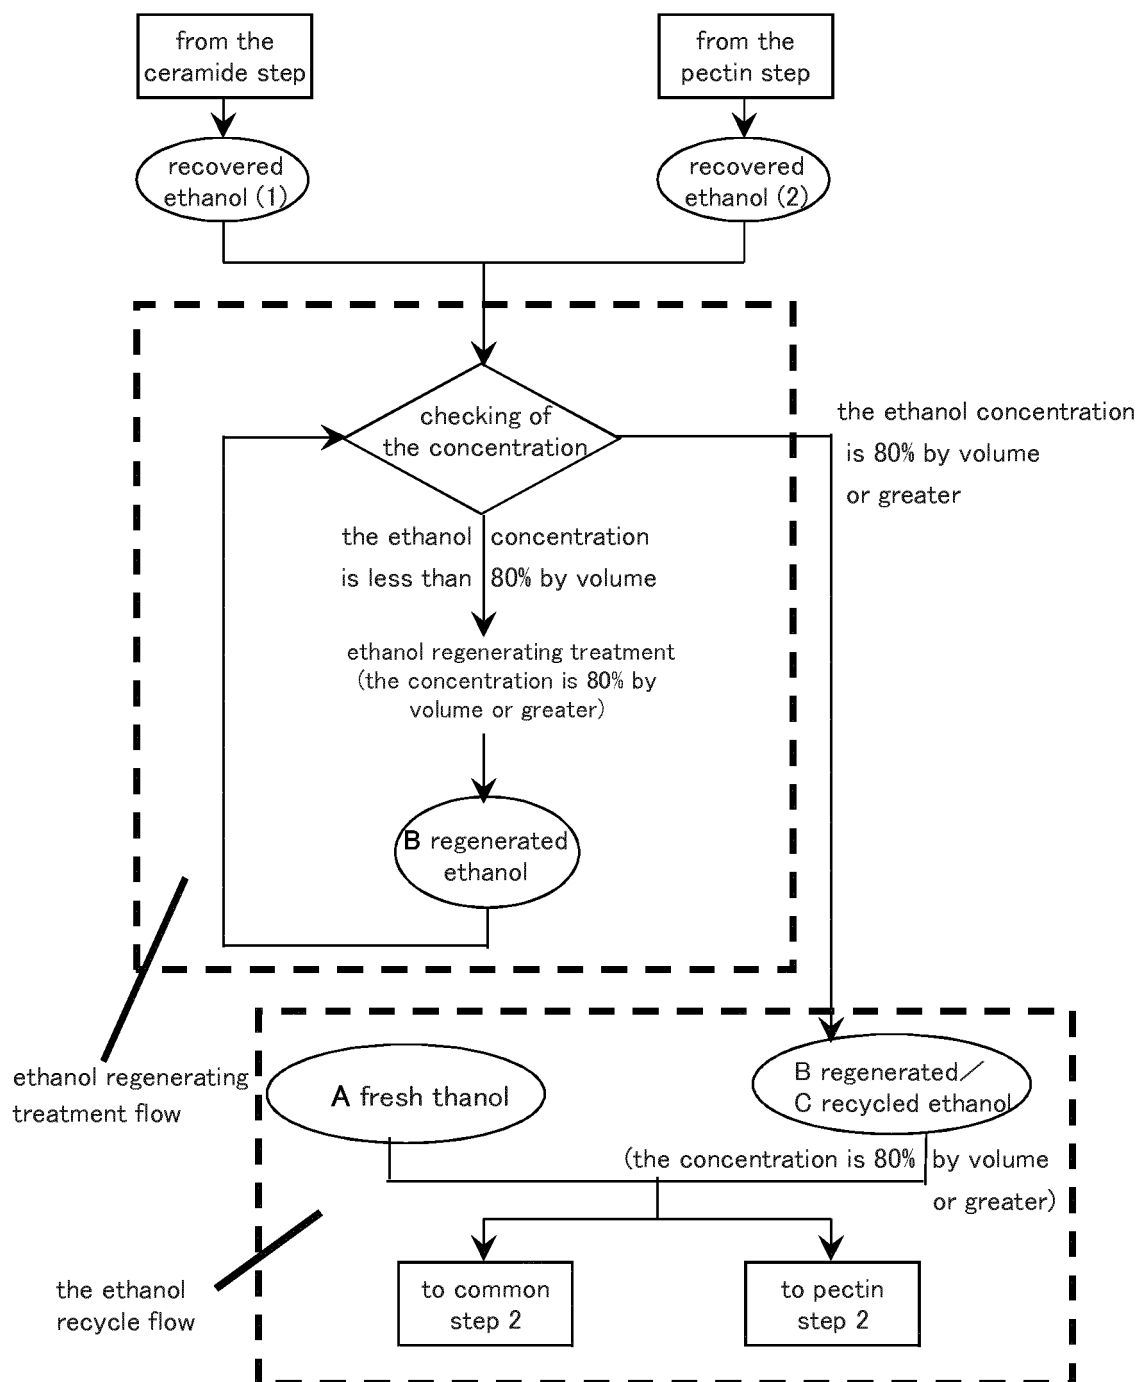 from the
ceramide step
from the
pectin step
recovered
ethanol (1)
recovered
ethanol (2)
checking of
the concentration
the ethanol concentration
is 80% by volume
or greater
the ethanol concentration
is less than 80% by volume
ethanol regenerating treatment
(the concentration is 80% by
volume or greater)
B regenerated
ethanol
ethanol regenerating
treatment flow
A fresh thanol
B regenerated／
C recycled ethanol
(the concentration is 80% by volume
or greater)
to common
step 2
to pectin
step 2
the ethanol
recycle flow